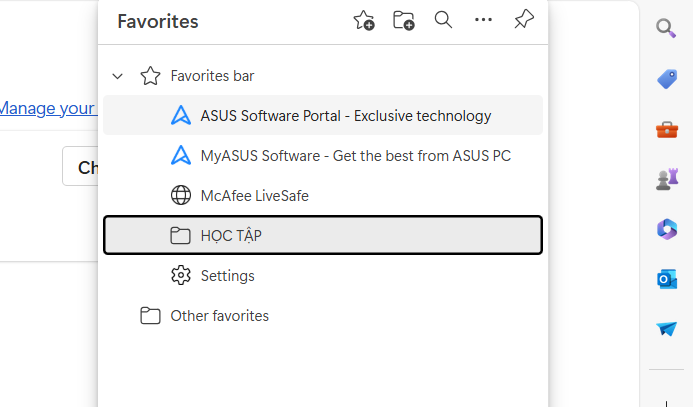 Favorites
Favorites bar
Manage your
ASUS Software Portal - Exclusive technology
MyASUS Software - Get the best from ASUS PC
Ch
McAfee LiveSafe
HỌC TẬP
Settings
Other favorites